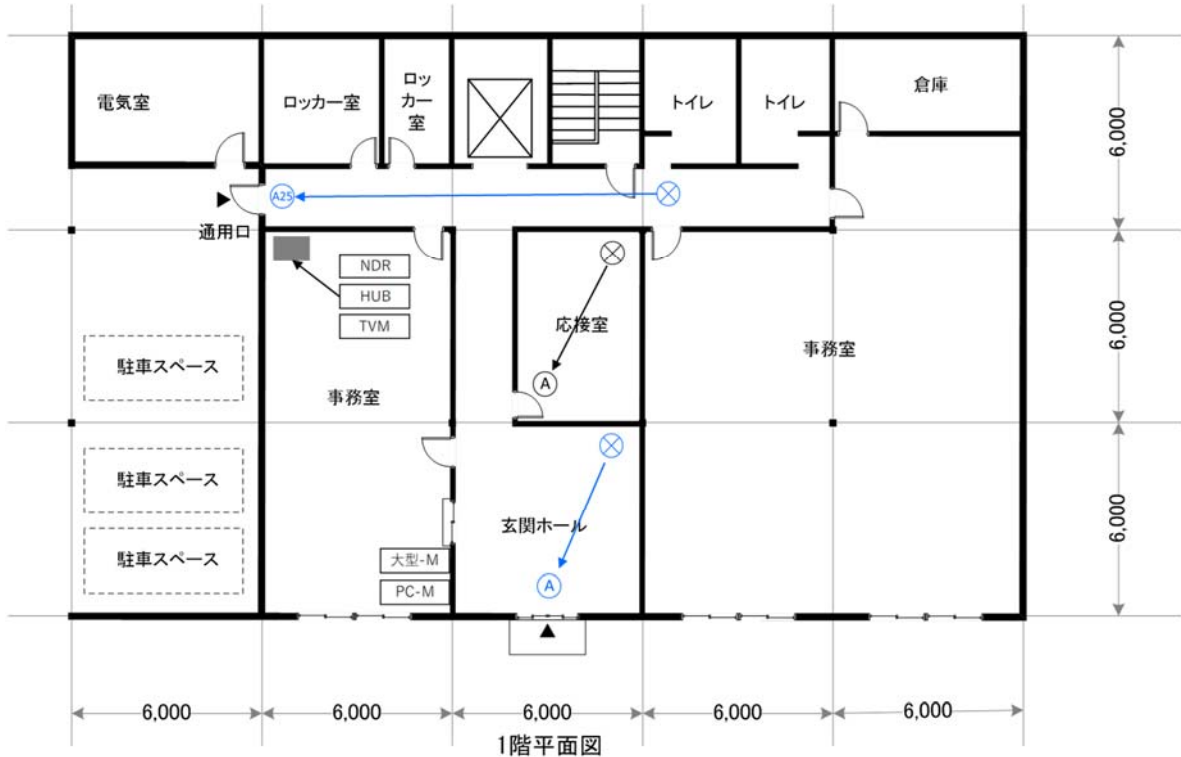 電気室
ロッカー室
ロッ
カー
室
トイレ
トイレ
倉庫
6,000
A25
通用口
NDR
HUB
TVM
応接室
A
事務室
6,000
駐車スペース
事務室
駐車スペース
玄関ホール
6,000
駐車スペース
大型-M
A
PC-M
6,000
6,000
6,000
6,000
6,000
1階平面図